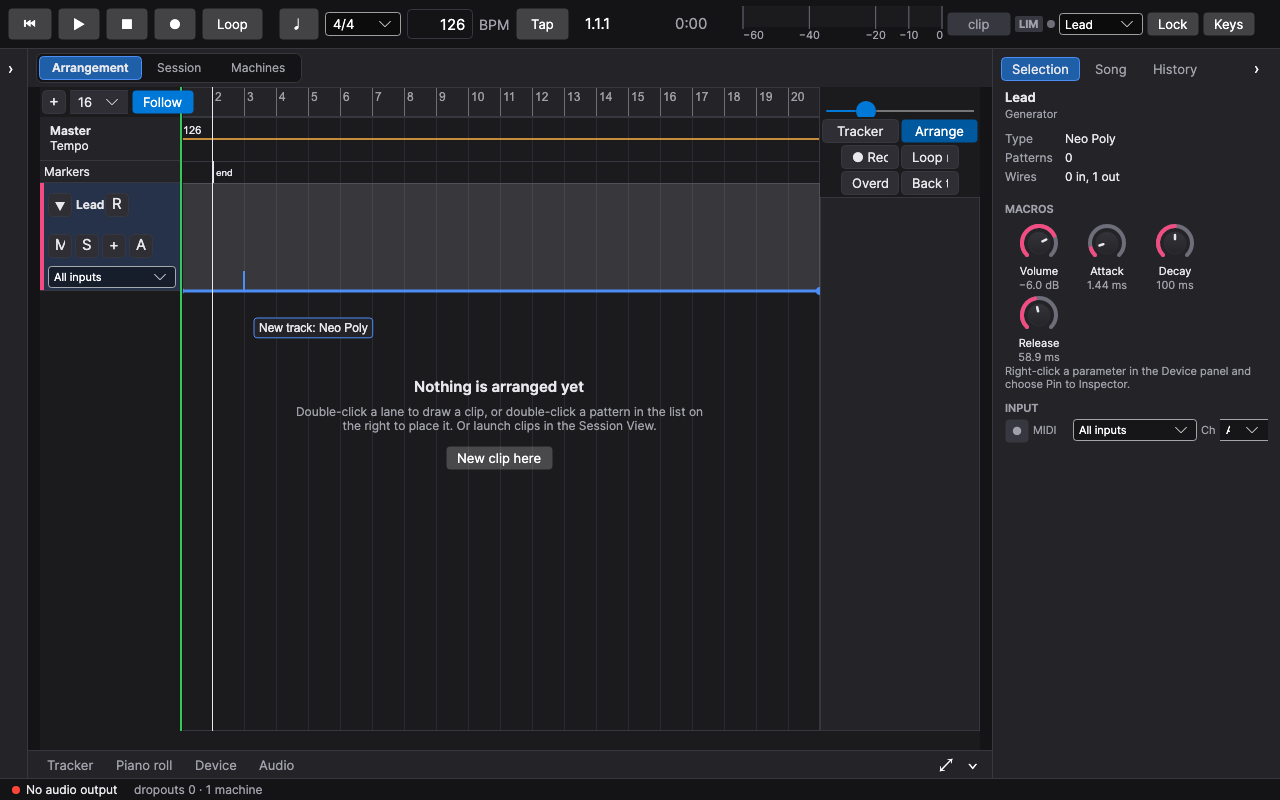 Loop
4/4
126 BPM
Tap
1.1.1
0:00
−60 −40 −20 −10 0
clip
LIM
Lead
Lock
Keys
Arrangement
Session
Machines
Selection
Song
History
+
16
Follow
2 3 4 5 6 7 8 9 10 11 12 13 14 15 16 17 18 19 20
Master
Tempo
126
Markers
end
Lead R
M S + A
All inputs
New track: Neo Poly
Nothing is arranged yet
Double-click a lane to draw a clip, or double-click a pattern in the list on
the right to place it. Or launch clips in the Session View.
New clip here
Tracker
Arrange
Rec
Loop
Overd
Back t
Lead
Generator
Type Neo Poly
Patterns 0
Wires 0 in, 1 out
MACROS
Volume
−6.0 dB
Attack
1.44 ms
Decay
100 ms
Release
58.9 ms
Right-click a parameter in the Device panel and
choose Pin to Inspector.
INPUT
MIDI
All inputs
Ch
Tracker
Piano roll
Device
Audio
No audio output
dropouts 0 · 1 machine